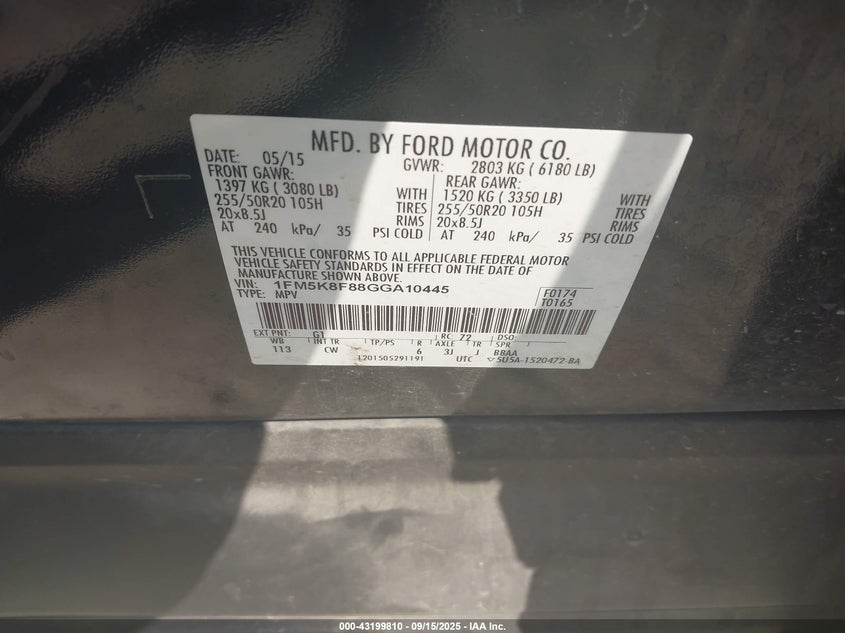 MFD. BY FORD MOTOR CO.
DATE: 05/15 GVWR: 2803 KG ( 6180 LB)
FRONT GAWR: REAR GAWR:
1397 KG ( 3080 LB) WITH 1520 KG ( 3350 LB) WITH
255/50R20 105H TIRES 255/50R20 105H TIRES
20x8.5J RIMS 20x8.5J RIMS
AT 240 kPa/ 35 PSI COLD AT 240 kPa/ 35 PSI COLD
THIS VEHICLE CONFORMS TO ALL APPLICABLE FEDERAL MOTOR
VEHICLE SAFETY STANDARDS IN EFFECT ON THE DATE OF
MANUFACTURE SHOWN ABOVE.
VIN: 1FM5K8F88GGA10445 F0174
TYPE: MPV T0165
EXT PNT: G1 RC: 72 DSO:
WB INT TR TP/PS R AXLE TR SPR
113 CW 6 3J J BBAA
L201505291191 UTC ▽5U5A-1520472-BA
000-43199810 - 09/15/2025 - IAA Inc.